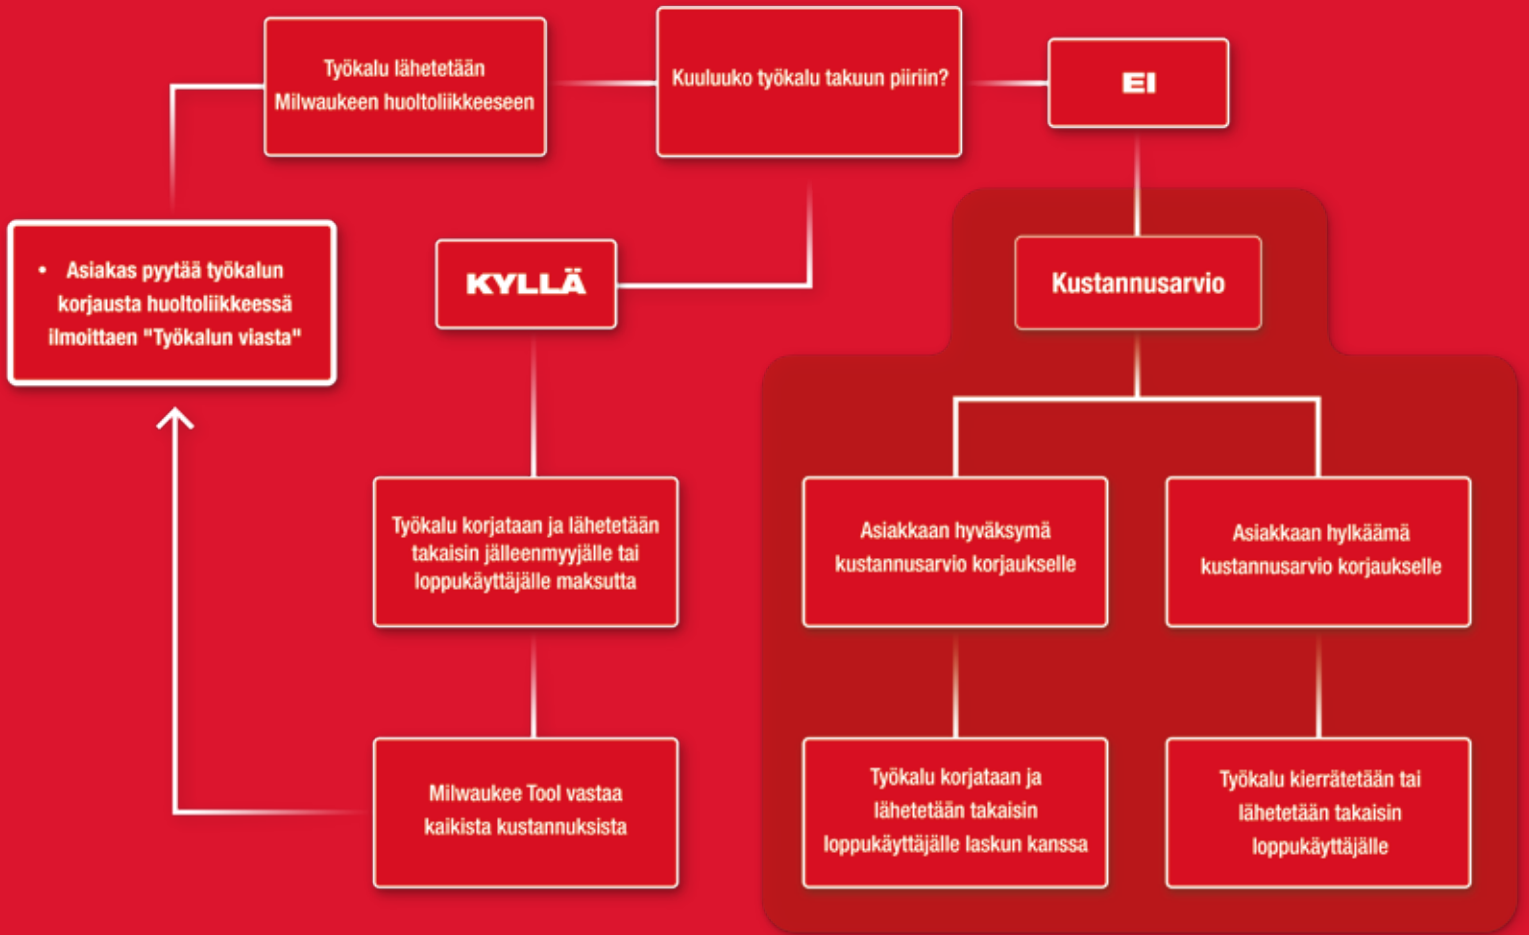 Työkalu lähetetään
Milwaukeen huoltoliikkeeseen
Kuuluuko työkalu takuun piiriin?
EI
• Asiakas pyytää työkalun
korjausta huoltoliikkeessä
ilmoittaen "Työkalun viasta"
KYLLÄ
Kustannusarvio
Työkalu korjataan ja lähetetään
takaisin jälleenmyyjälle tai
loppukäyttäjälle maksutta
Asiakkaan hyväksymä
kustannusarvio korjaukselle
Asiakkaan hylkäämä
kustannusarvio korjaukselle
Milwaukee Tool vastaa
kaikista kustannuksista
Työkalu korjataan ja
lähetetään takaisin
loppukäyttäjälle laskun kanssa
Työkalu kierrätetään tai
lähetetään takaisin
loppukäyttäjälle